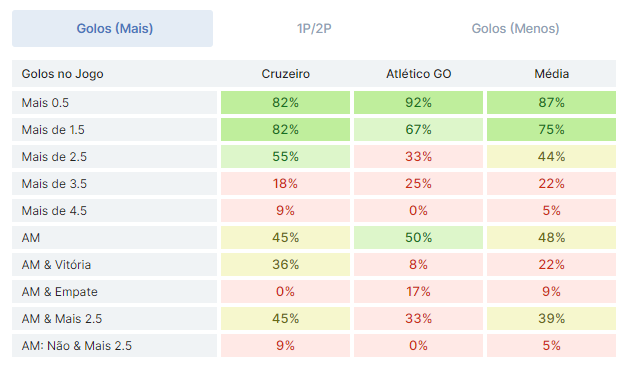 Golos (Mais) 1P/2P Golos (Menos)
Golos no Jogo Cruzeiro Atlético GO Média
Mais 0.5 82% 92% 87%
Mais de 1.5 82% 67% 75%
Mais de 2.5 55% 33% 44%
Mais de 3.5 18% 25% 22%
Mais de 4.5 9% 0% 5%
AM 45% 50% 48%
AM & Vitória 36% 8% 22%
AM & Empate 0% 17% 9%
AM & Mais 2.5 45% 33% 39%
AM: Não & Mais 2.5 9% 0% 5%